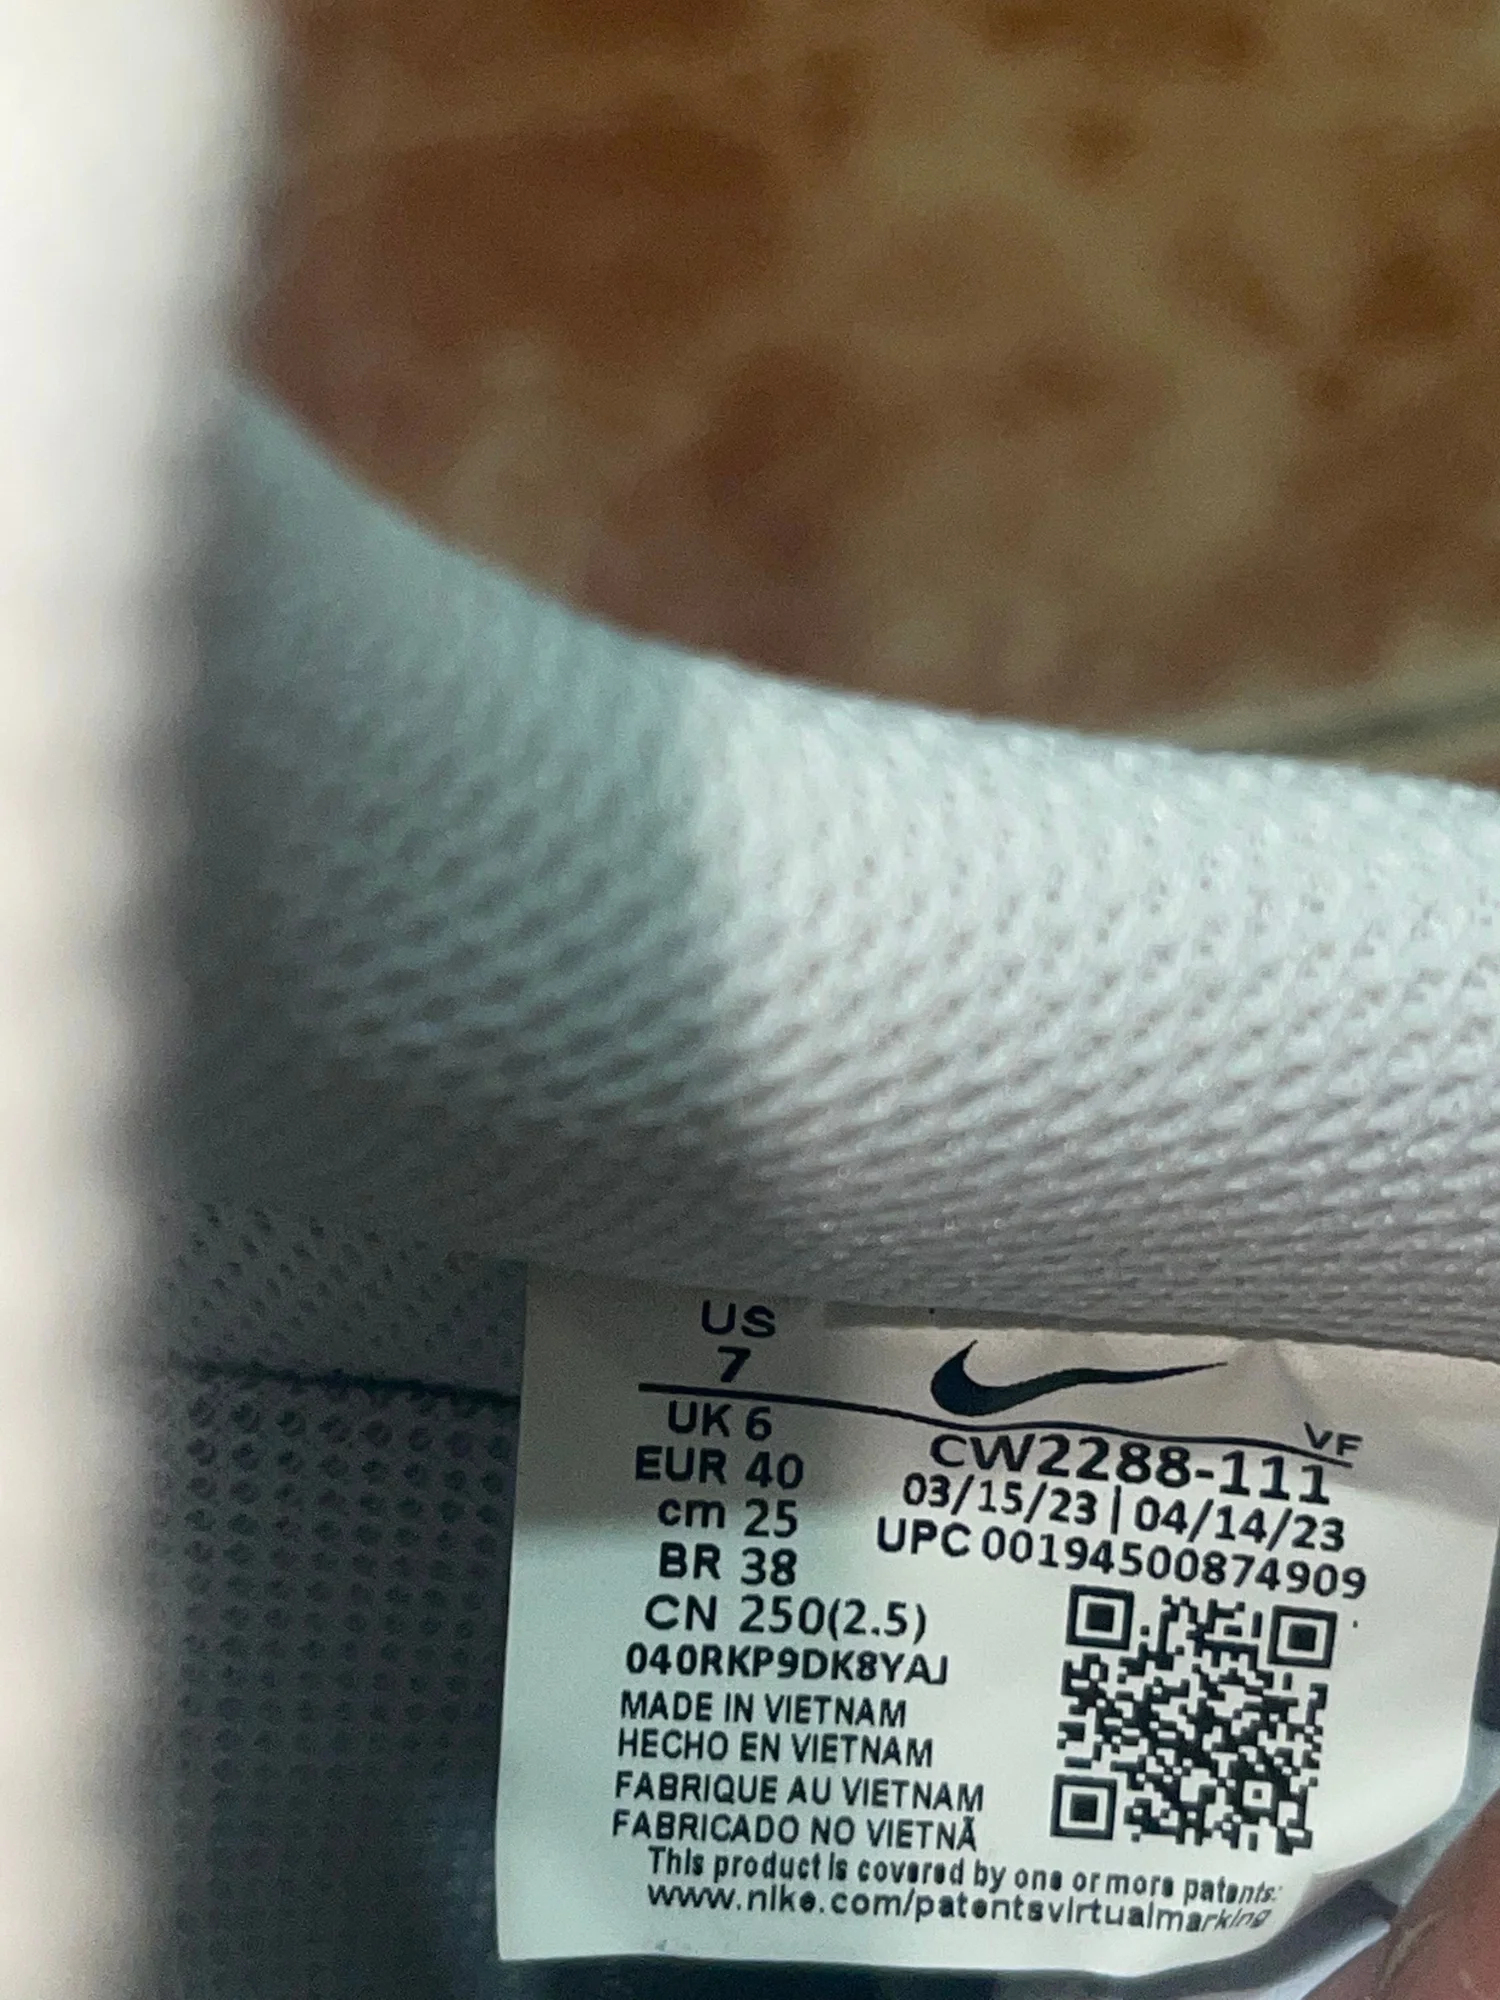 US
7
UK 6
EUR 40
cm 25
BR 38
CN 250(2.5)
040RKP9DK8YAJ
MADE IN VIETNAM
HECHO EN VIETNAM
FABRIQUE AU VIETNAM
FABRICADO NO VIETNÃ
VF
CW2288-111
03/15/23 | 04/14/23
UPC 00194500874909
This product is covered by one or more patents:
www.nike.com/patentsvirtualmarking